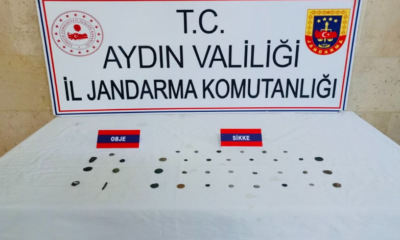 T.C.
AYDIN VALİLİĞİ
İL JANDARMA KOMUTANLIĞI
OBJE
SİKKE